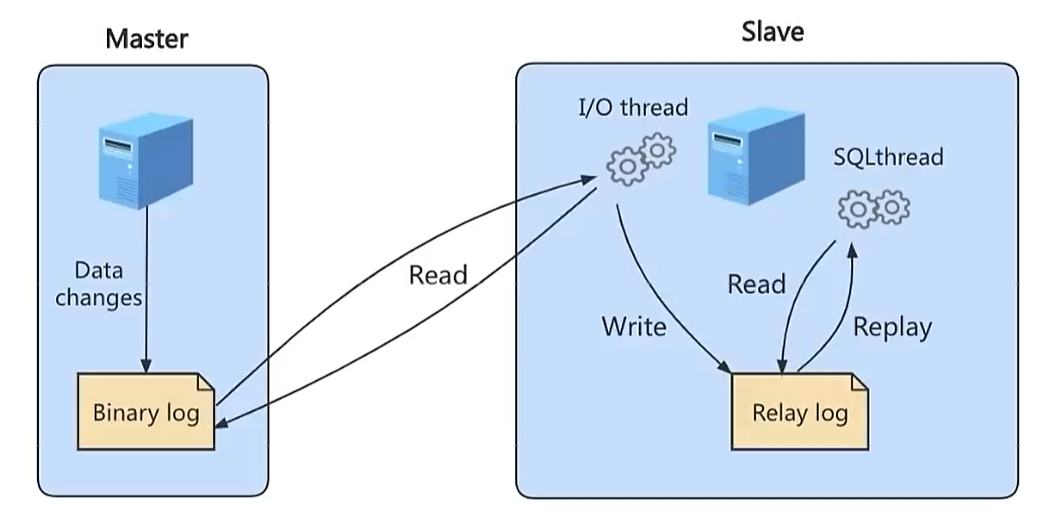 Master
Slave
I/O thread
SQLthread
Data
changes
Read
Read
Write
Replay
Binary log
Relay log